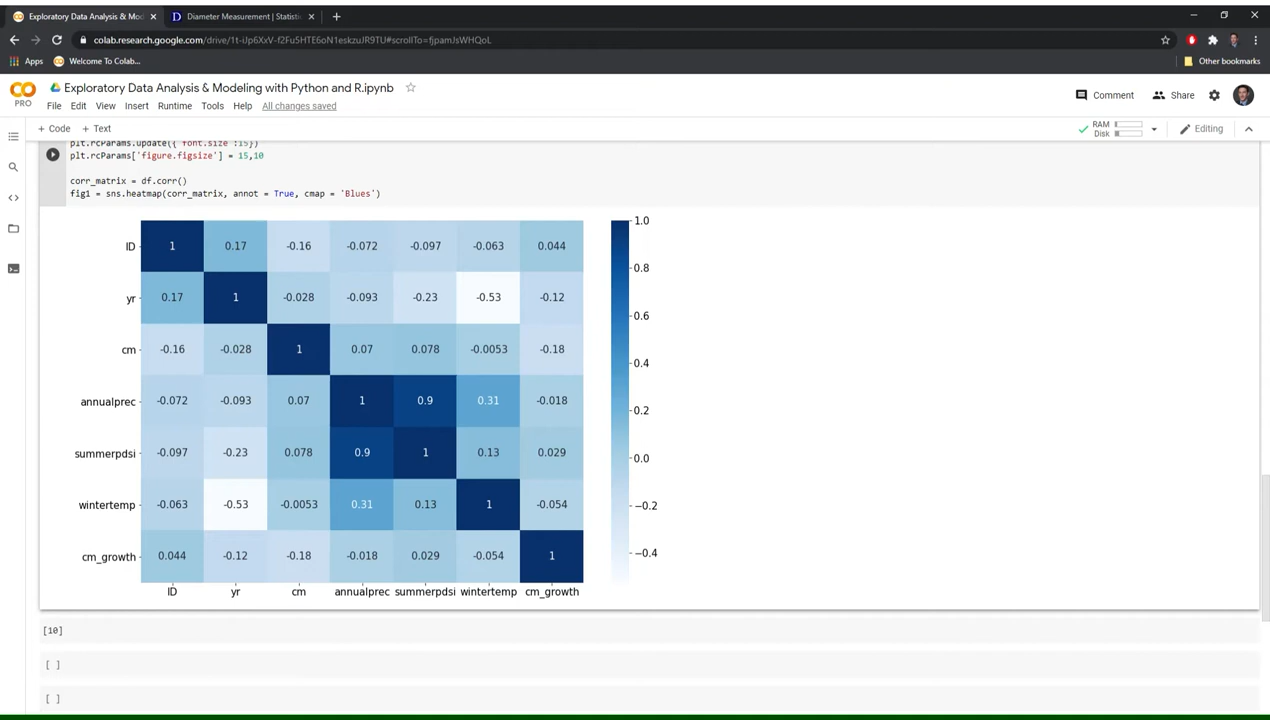 Exploratory Data Analysis & Mod
Diameter Measurement | Statistic
colab.research.google.com/drive/1t-iJp6XxV-f2Fu5HTE6oN1eskzuJR9TU#scrollTo=fjpamJsWHQoL
Apps
Welcome To Colab...
Other bookmarks
CO
PRO
Exploratory Data Analysis & Modeling with Python and R.ipynb
File Edit View Insert Runtime Tools Help All changes saved
Comment Share
+ Code + Text
RAM
Disk
Editing
plt.rcParams.update({'font.size':15})
plt.rcParams['figure.figsize'] = 15,10
corr_matrix = df.corr()
fig1 = sns.heatmap(corr_matrix, annot = True, cmap = 'Blues')
ID 1 0.17 -0.16 -0.072 -0.097 -0.063 0.044
yr 0.17 1 -0.028 -0.093 -0.23 -0.53 -0.12
cm -0.16 -0.028 1 0.07 0.078 -0.0053 -0.18
annualprec -0.072 -0.093 0.07 1 0.9 0.31 -0.018
summerpdsi -0.097 -0.23 0.078 0.9 1 0.13 0.029
wintertemp -0.063 -0.53 -0.0053 0.31 0.13 1 -0.054
cm_growth 0.044 -0.12 -0.18 -0.018 0.029 -0.054 1
ID yr cm annualprec summerpdsi wintertemp cm_growth
1.0
0.8
0.6
0.4
0.2
0.0
−0.2
−0.4
[10]
[ ]
[ ]